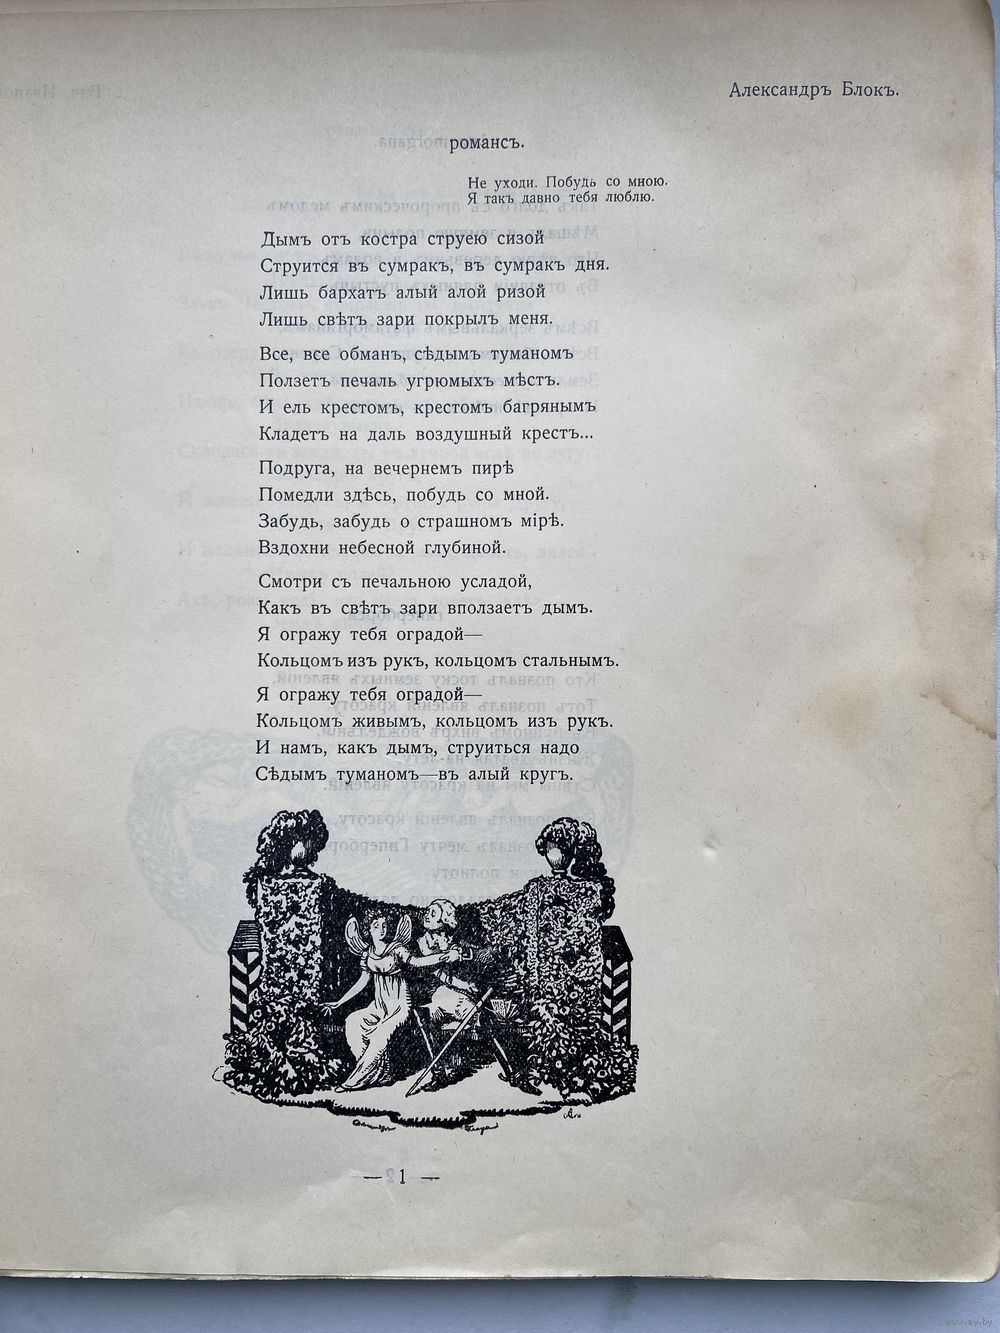 Александръ Блокъ.
романсъ.
Не уходи. Побудь со мною.
Я такъ давно тебя люблю.
Дымъ отъ костра струею сизой
Струится въ сумракъ, въ сумракъ дня.
Лишь бархатъ алый алой ризой
Лишь свѣтъ зари покрылъ меня.
Все, все обманъ, сѣдымъ туманомъ
Ползетъ печаль угрюмыхъ мѣстъ.
И ель крестомъ, крестомъ багрянымъ
Кладетъ на даль воздушный крестъ...
Подруга, на вечернемъ пирѣ
Помедли здѣсь, побудь со мной.
Забудь, забудь о страшномъ мірѣ.
Вздохни небесной глубиной.
Смотри съ печальною усладой,
Какъ въ свѣтъ зари вползаетъ дымъ.
Я огражу тебя оградой—
Кольцомъ изъ рукъ, кольцомъ стальнымъ.
Я огражу тебя оградой—
Кольцомъ живымъ, кольцомъ изъ рукъ.
И намъ, какъ дымъ, струиться надо
Сѣдымъ туманомъ—въ алый кругъ.
— 1 —
www.ay.by